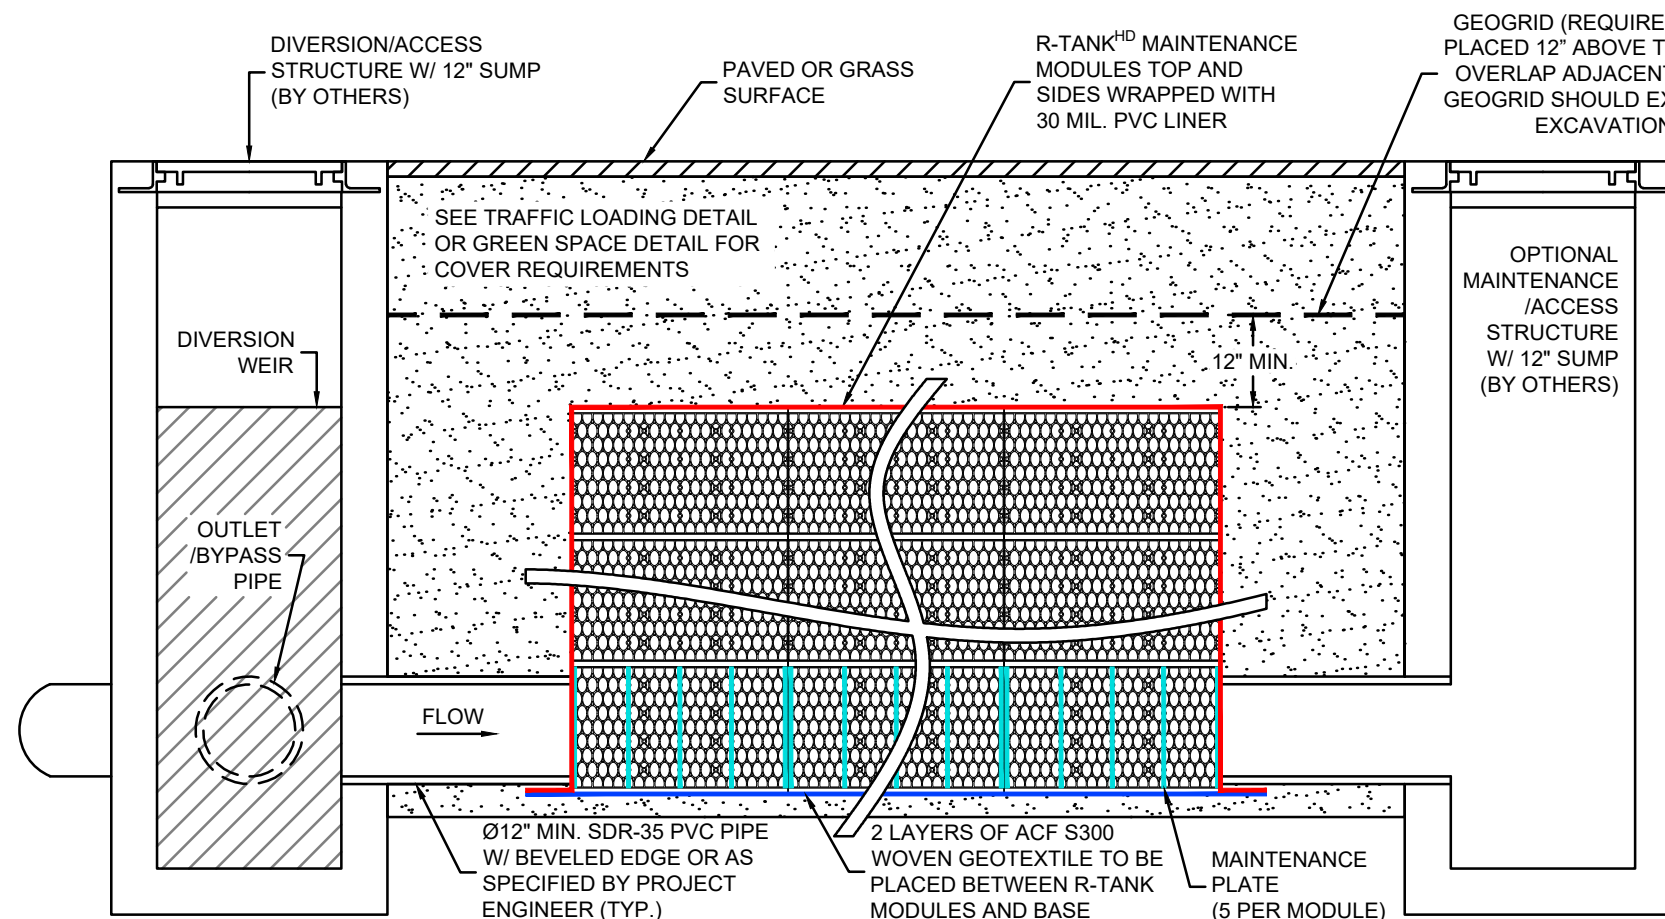 DIVERSION/ACCESS
STRUCTURE W/ 12" SUMP
(BY OTHERS)
PAVED OR GRASS
SURFACE
R-TANKHD MAINTENANCE
MODULES TOP AND
SIDES WRAPPED WITH
30 MIL. PVC LINER
GEOGRID (REQUIRE
PLACED 12” ABOVE T
OVERLAP ADJACENT
GEOGRID SHOULD EX
EXCAVATION
SEE TRAFFIC LOADING DETAIL
OR GREEN SPACE DETAIL FOR
COVER REQUIREMENTS
OPTIONAL
MAINTENANCE
/ACCESS
STRUCTURE
W/ 12" SUMP
(BY OTHERS)
DIVERSION
WEIR
12" MIN.
OUTLET
/BYPASS
PIPE
FLOW
Ø12" MIN. SDR-35 PVC PIPE
W/ BEVELED EDGE OR AS
SPECIFIED BY PROJECT
ENGINEER (TYP.)
2 LAYERS OF ACF S300
WOVEN GEOTEXTILE TO BE
PLACED BETWEEN R-TANK
MODULES AND BASE
MAINTENANCE
PLATE
(5 PER MODULE)